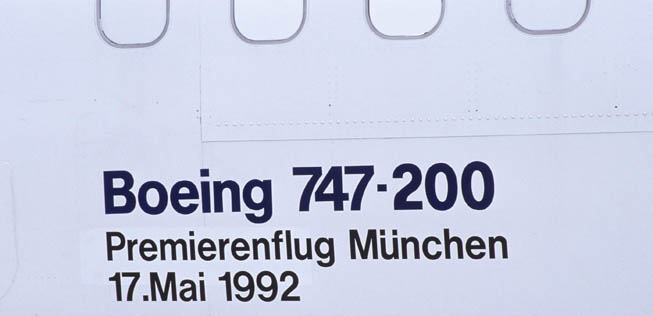 Boeing 747-200
Premierenflug München
17.Mai 1992